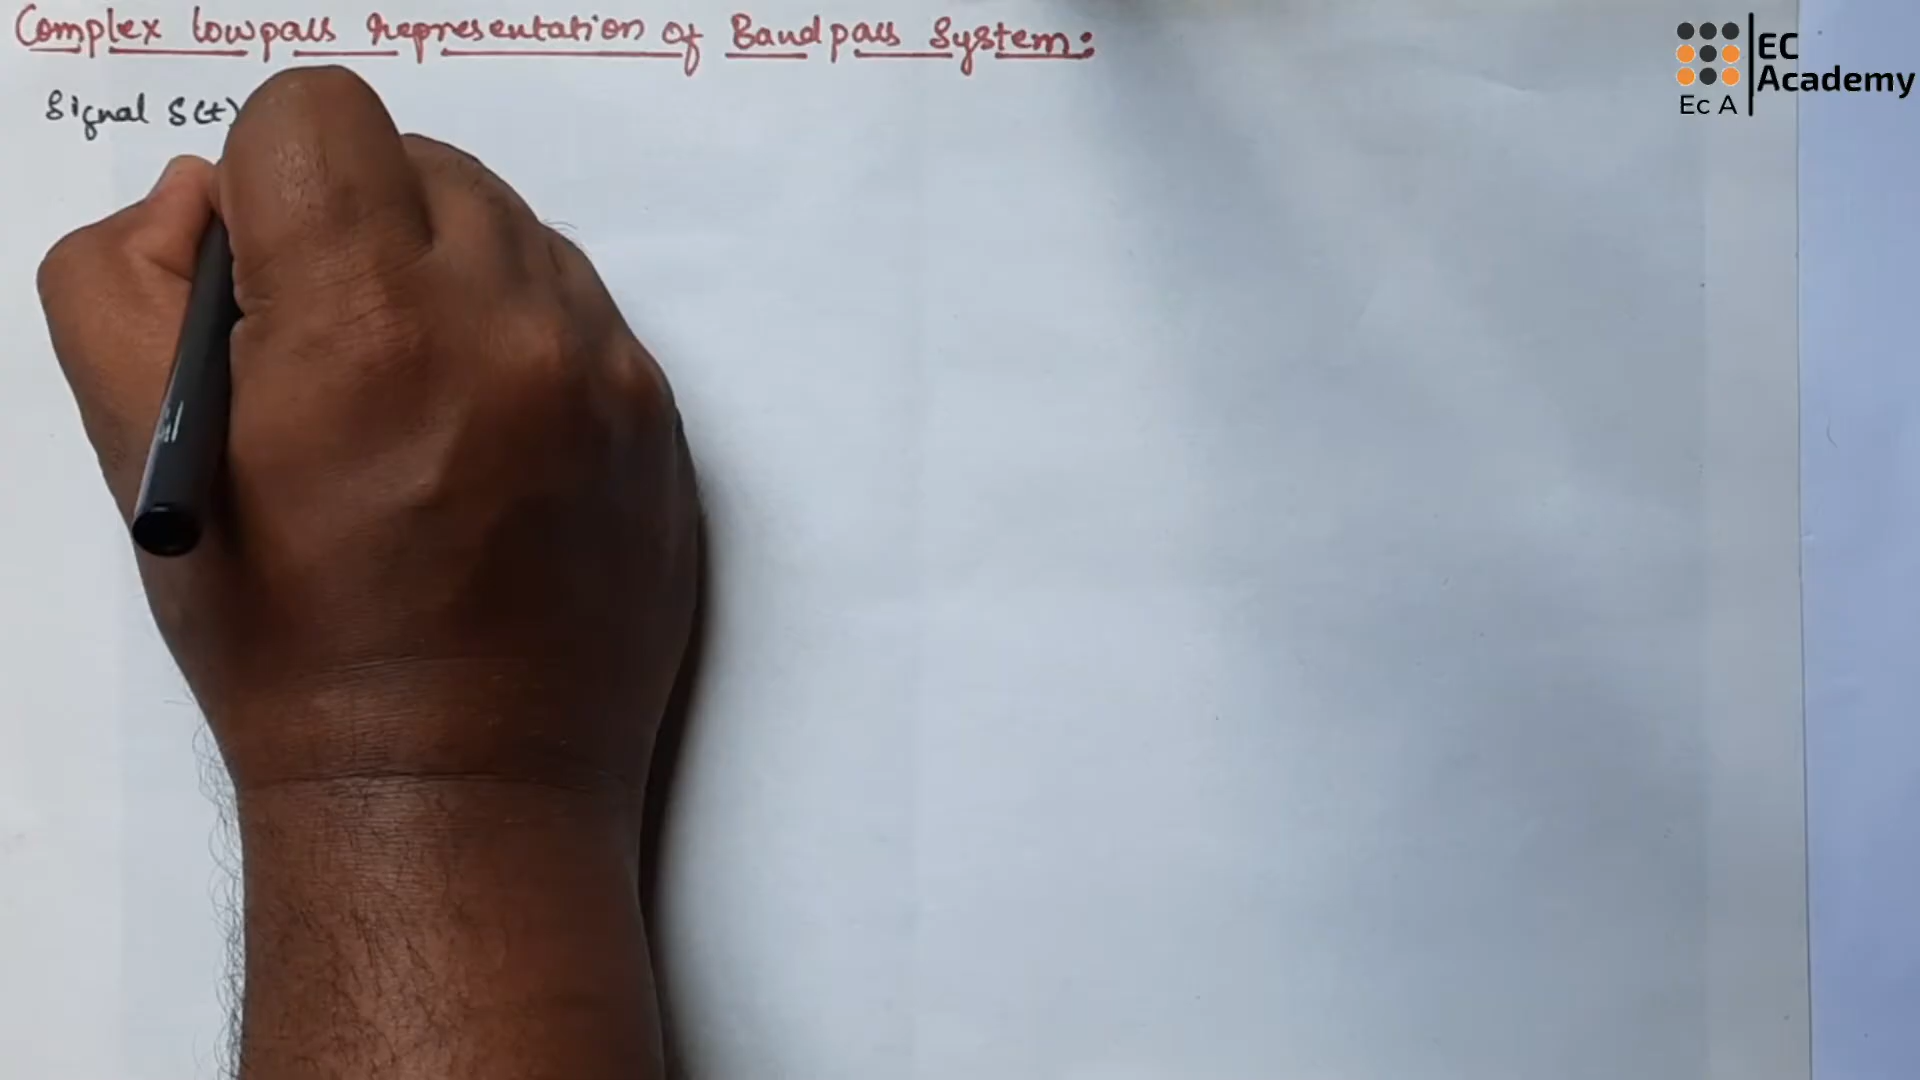 Complex lowpass representation of Bandpass System:
Signal S(t)
EC
Academy
Ec A